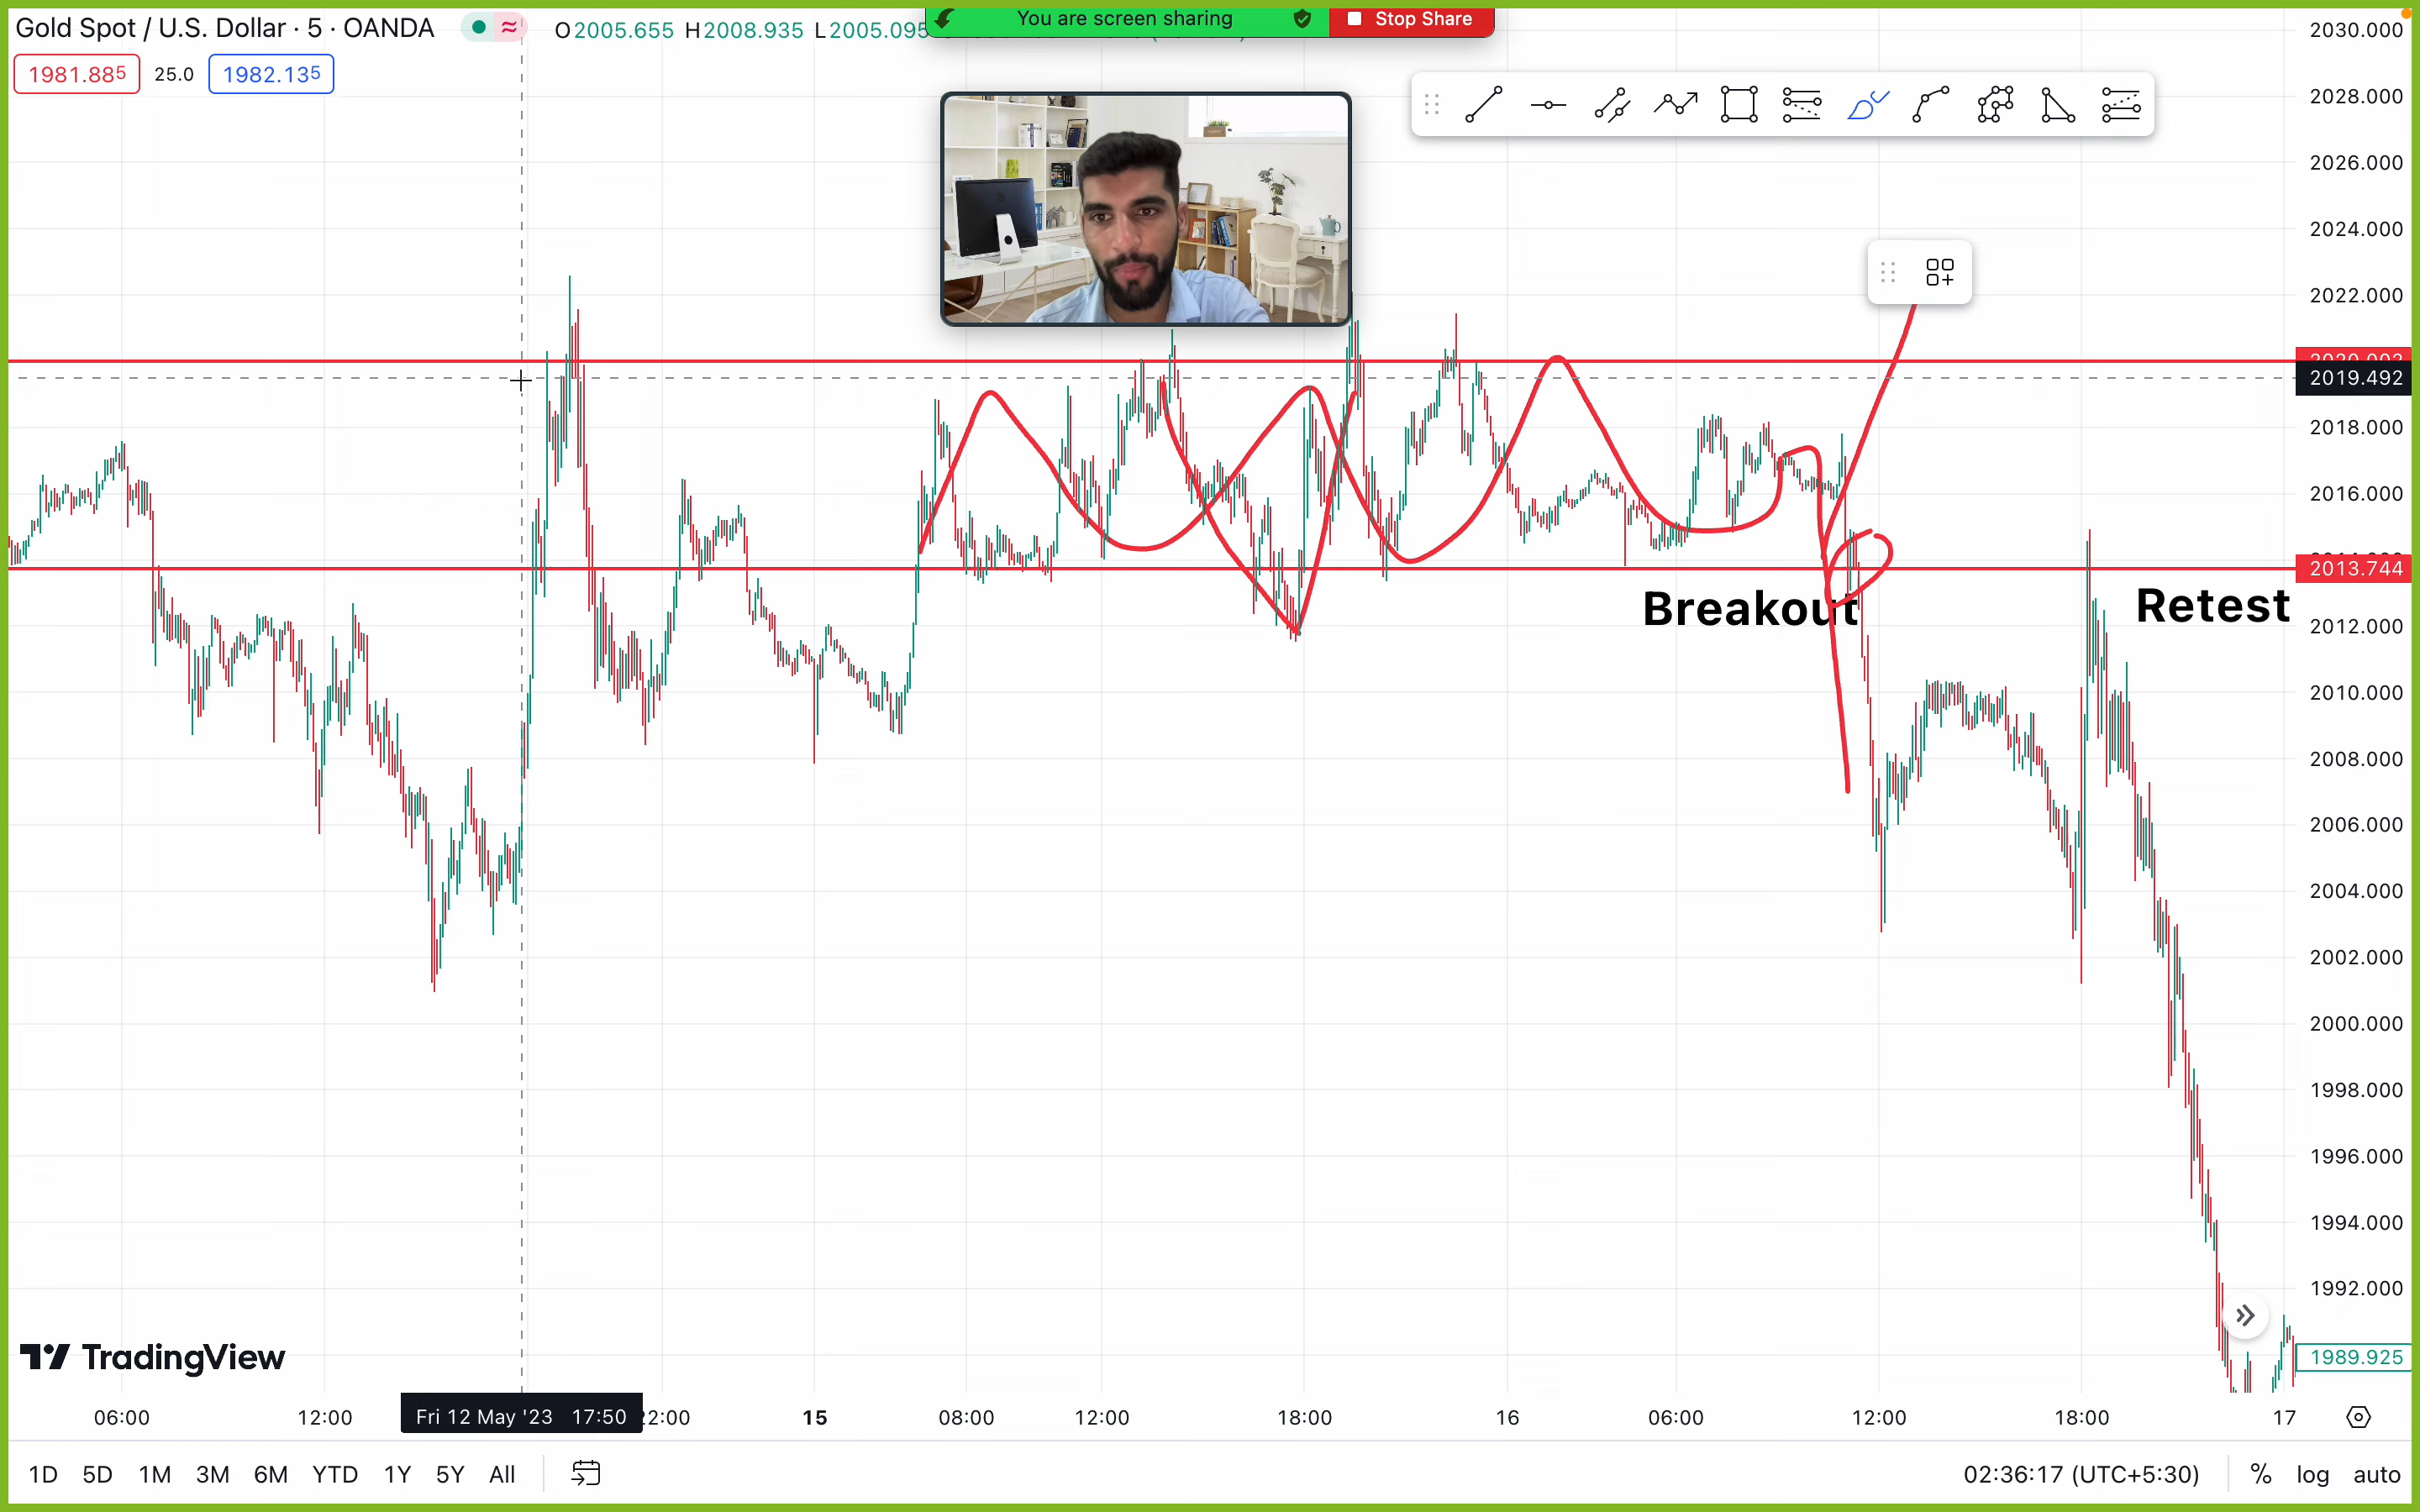 Gold Spot / U.S. Dollar · 5 · OANDA
O2005.655 H2008.935 L2005.095
You are screen sharing
Stop Share
1981.885 25.0 1982.135
2030.000
2028.000
2026.000
2024.000
2022.000
2019.492
2018.000
2016.000
2013.744
Breakout
Retest
2012.000
2010.000
2008.000
2006.000
2004.000
2002.000
2000.000
1998.000
1996.000
1994.000
1992.000
1989.925
TradingView
06:00 12:00 Fri 12 May '23 17:50 22:00 15 08:00 12:00 18:00 16 06:00 12:00 18:00 17
1D 5D 1M 3M 6M YTD 1Y 5Y All
02:36:17 (UTC+5:30) % log auto